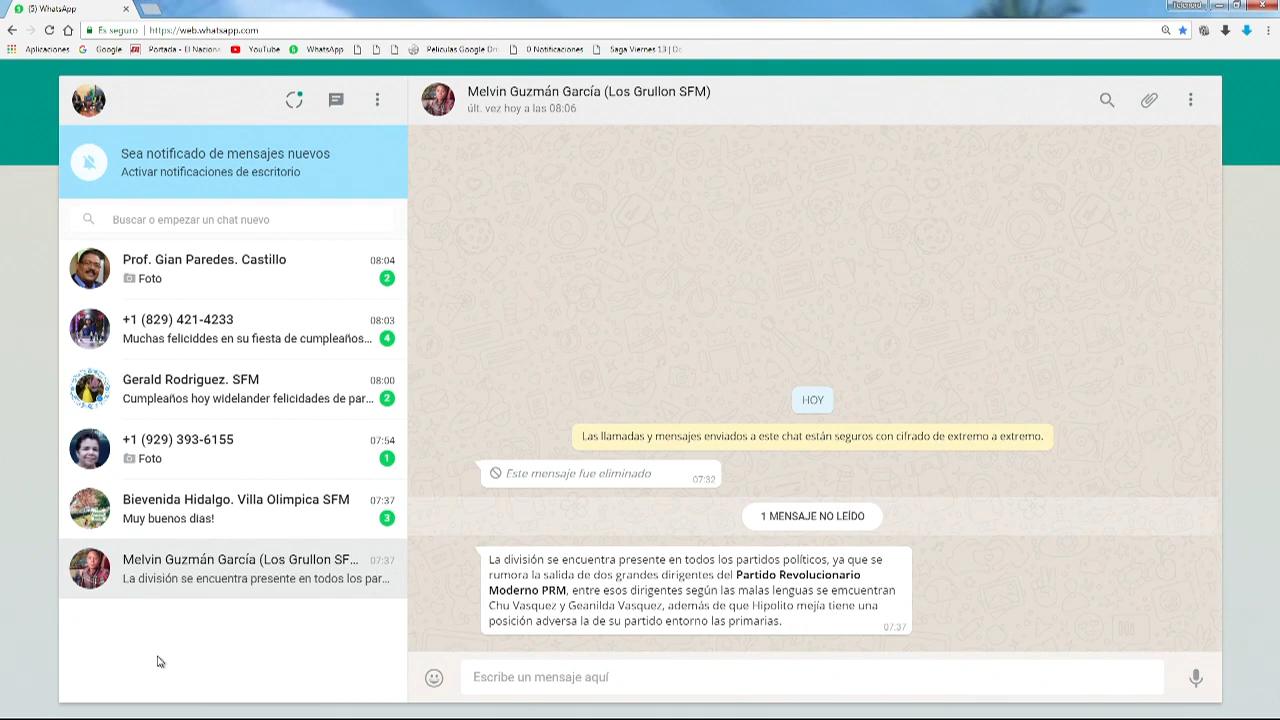 (5) WhatsApp
Telenord
Es seguro | https://web.whatsapp.com
Aplicaciones Google Portada - El Naciona YouTube WhatsApp Peliculas Google Dri 0 Notificaciones Saga Viernes 13 | Dc
Melvin Guzmán García (Los Grullon SFM)
últ. vez hoy a las 08:06
Sea notificado de mensajes nuevos
Activar notificaciones de escritorio
Buscar o empezar un chat nuevo
Prof. Gian Paredes. Castillo 08:04
Foto 2
+1 (829) 421-4233 08:03
Muchas feliciddes en su fiesta de cumpleaños... 4
Gerald Rodriguez. SFM 08:00
Cumpleaños hoy widelander felicidades de par... 2
+1 (929) 393-6155 07:54
Foto 1
Bievenida Hidalgo. Villa Olimpica SFM 07:37
Muy buenos dias! 3
Melvin Guzmán García (Los Grullon SF... 07:37
La división se encuentra presente en todos los par...
HOY
Las llamadas y mensajes enviados a este chat están seguros con cifrado de extremo a extremo.
Este mensaje fue eliminado 07:32
1 MENSAJE NO LEÍDO
La división se encuentra presente en todos los partidos políticos, ya que se
rumora la salida de dos grandes dirigentes del Partido Revolucionario
Moderno PRM, entre esos dirigentes según las malas lenguas se emcuentran
Chu Vasquez y Geanilda Vasquez, además de que Hipolito mejía tiene una
posición adversa la de su partido entorno las primarias. 07:37
Escribe un mensaje aquí